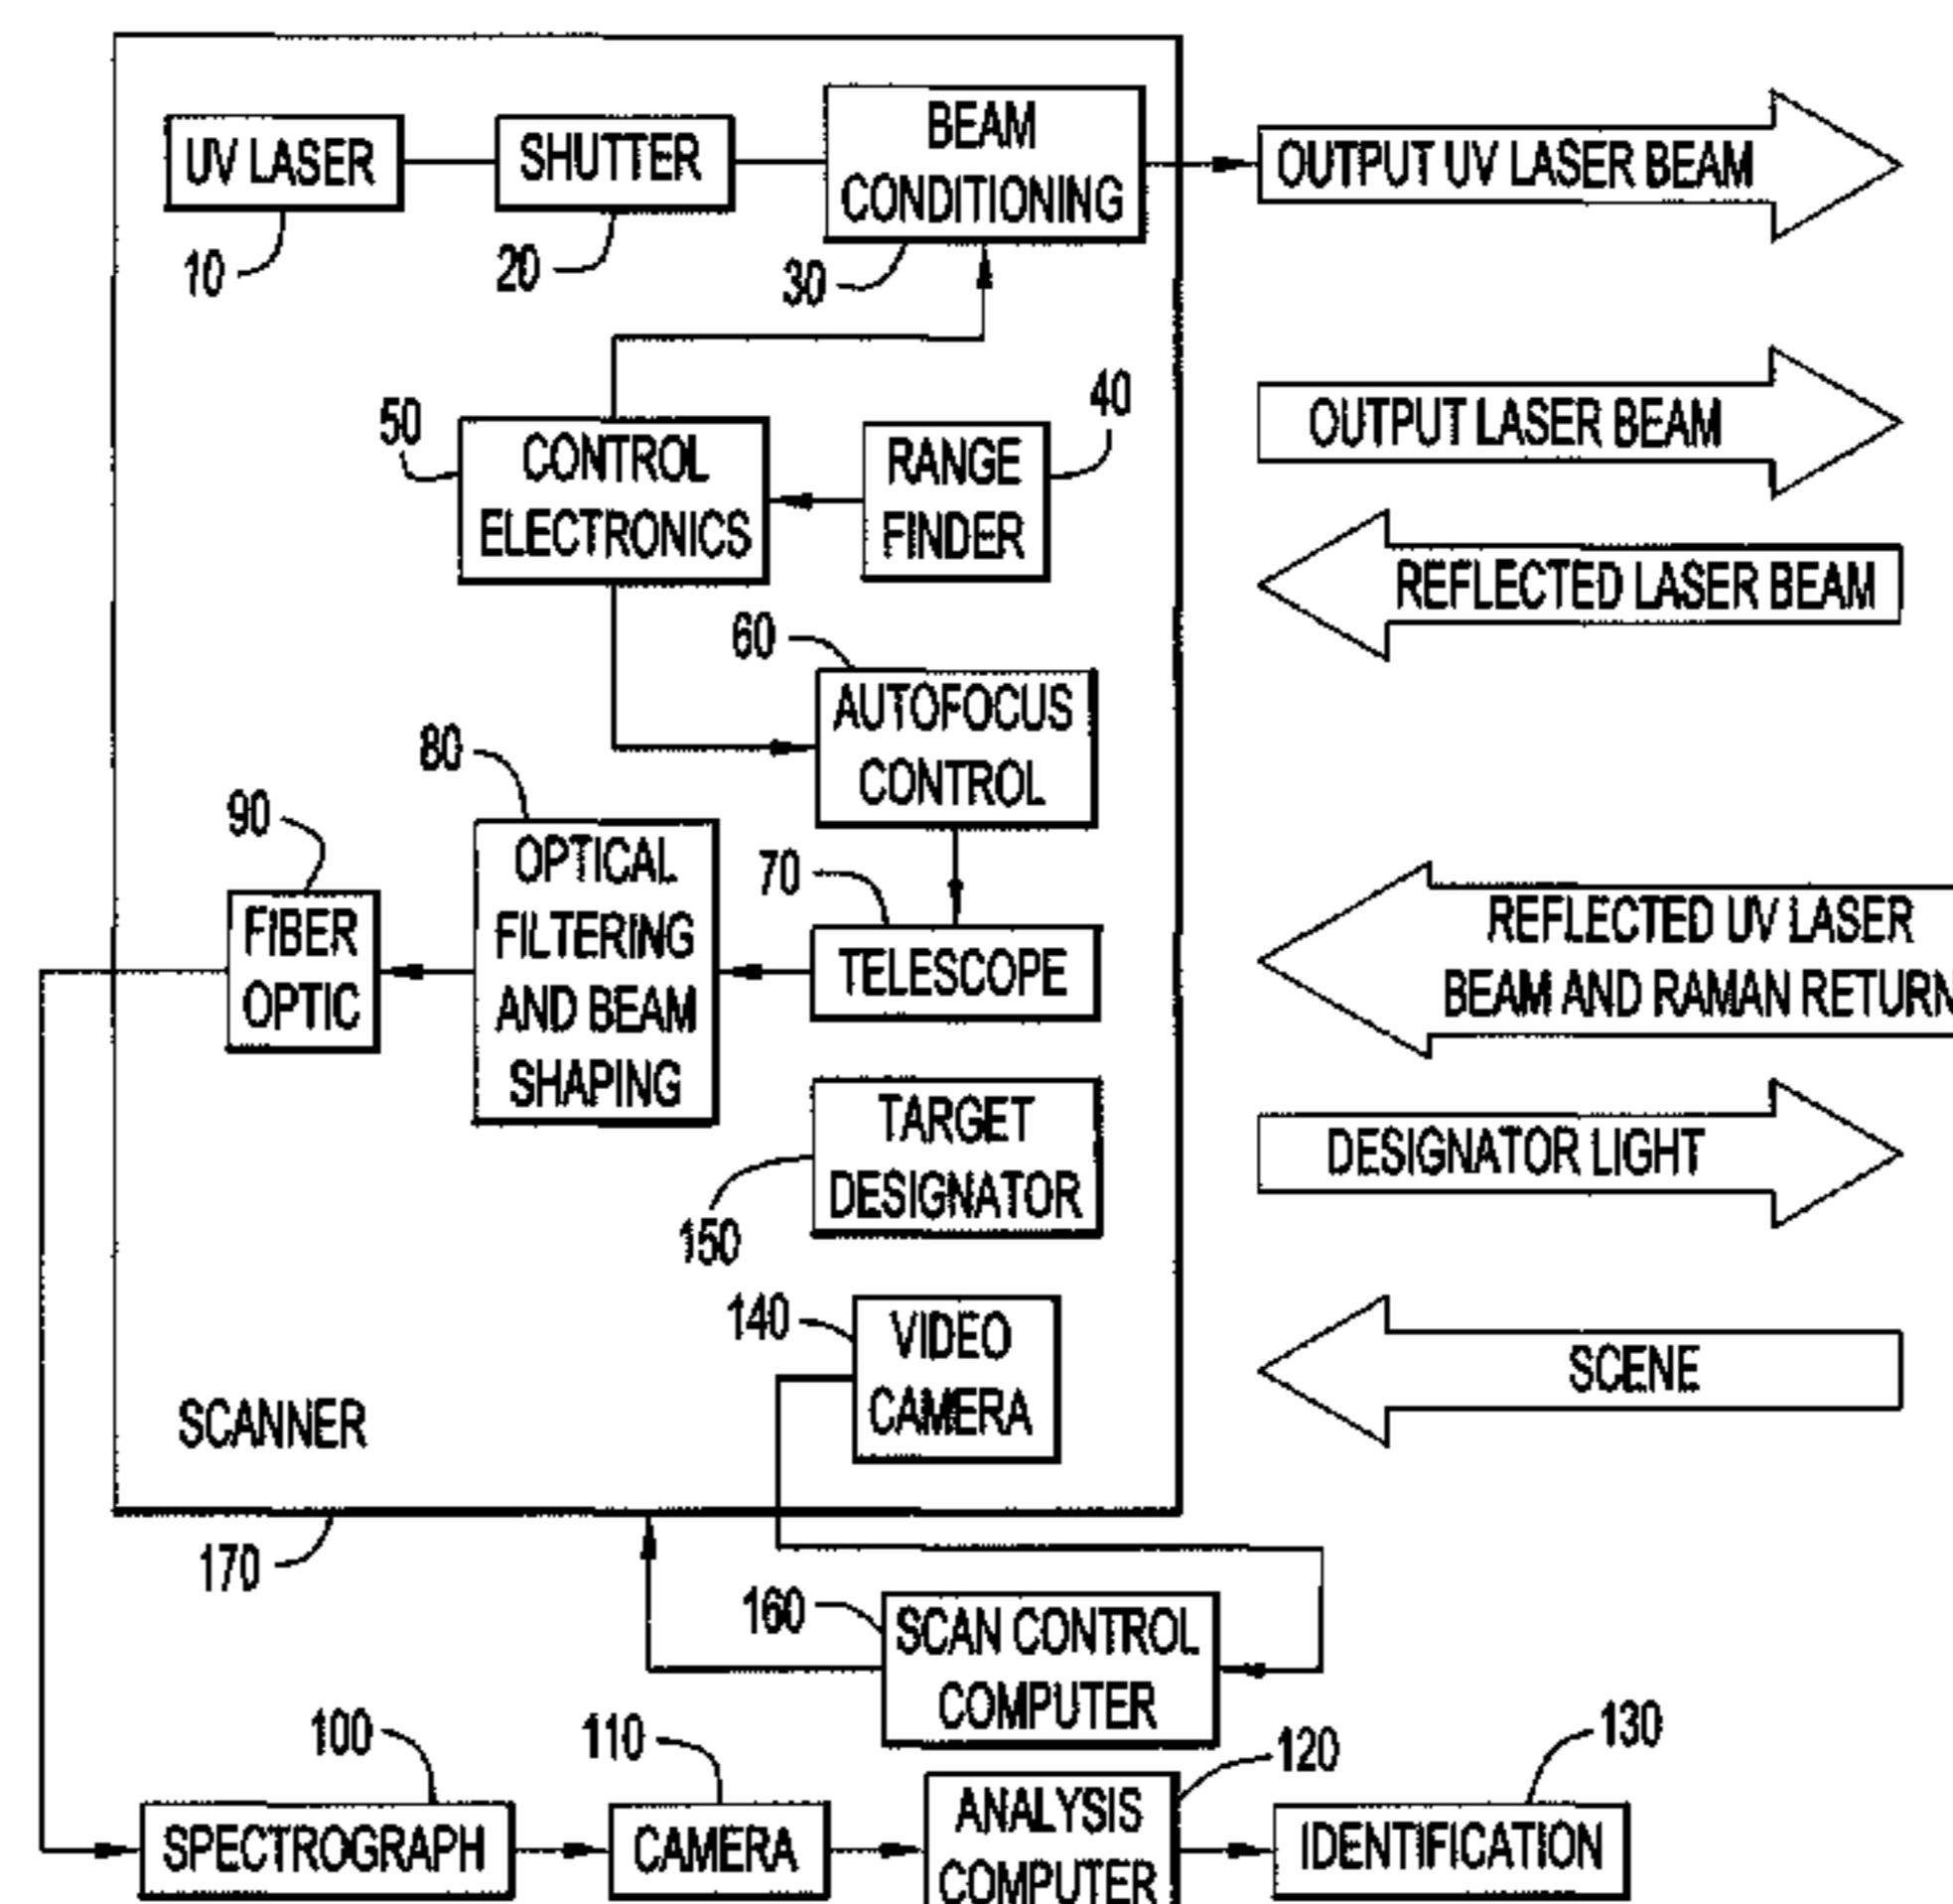 UV LASER
10
SHUTTER
20
BEAM
CONDITIONING
30
OUTPUT UV LASER BEAM
50
CONTROL
ELECTRONICS
RANGE
FINDER
40
OUTPUT LASER BEAM
REFLECTED LASER BEAM
60
AUTOFOCUS
CONTROL
80
OPTICAL
FILTERING
AND BEAM
SHAPING
90
FIBER
OPTIC
70
TELESCOPE
REFLECTED UV LASER
BEAM AND RAMAN RETURN
TARGET
DESIGNATOR
150
DESIGNATOR LIGHT
140
VIDEO
CAMERA
SCENE
SCANNER
170
160
SCAN CONTROL
COMPUTER
100
SPECTROGRAPH
110
CAMERA
120
ANALYSIS
COMPUTER
130
IDENTIFICATION